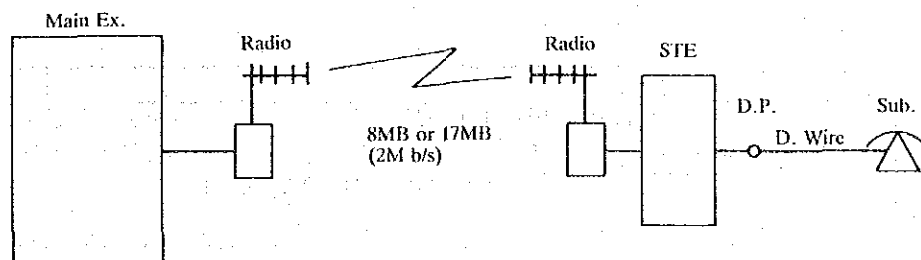 Main Ex.
Radio
Radio
STE
D.P.
Sub.
D. Wire
8MB or 17MB
(2M b/s)